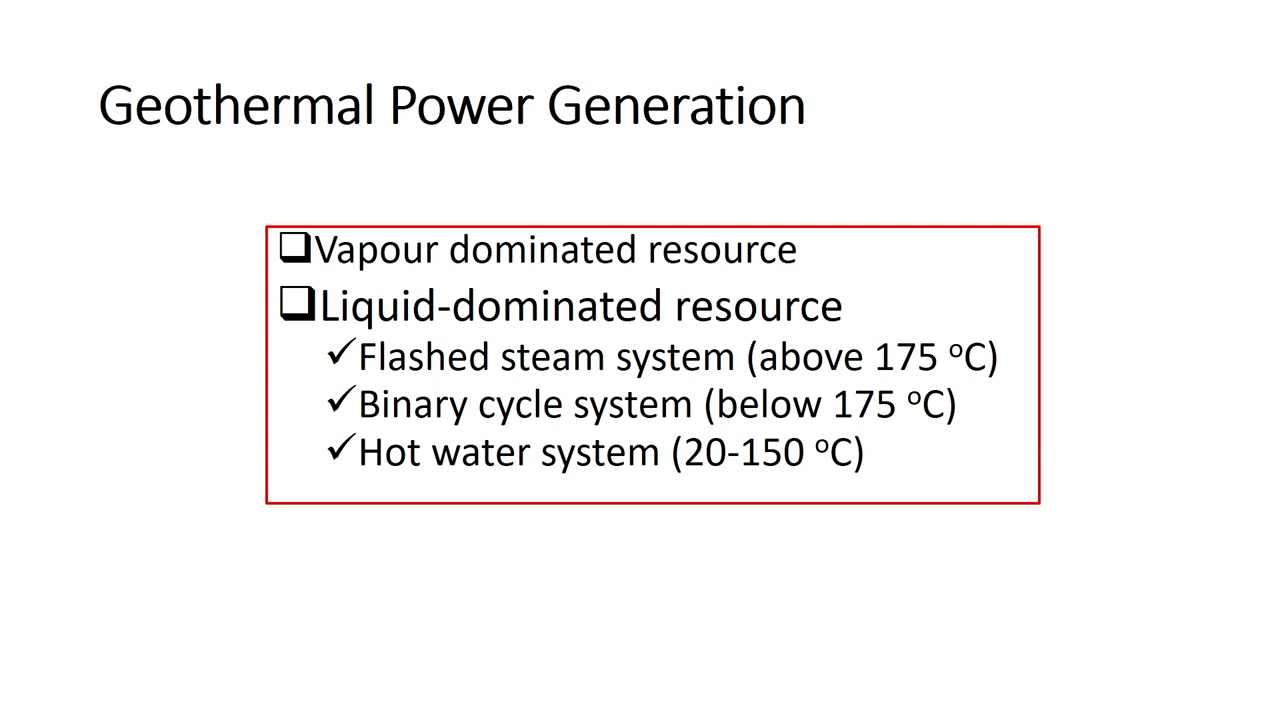 Geothermal Power Generation
❑Vapour dominated resource
❑Liquid-dominated resource
✓Flashed steam system (above 175 ºC)
✓Binary cycle system (below 175 ºC)
✓Hot water system (20-150 ºC)